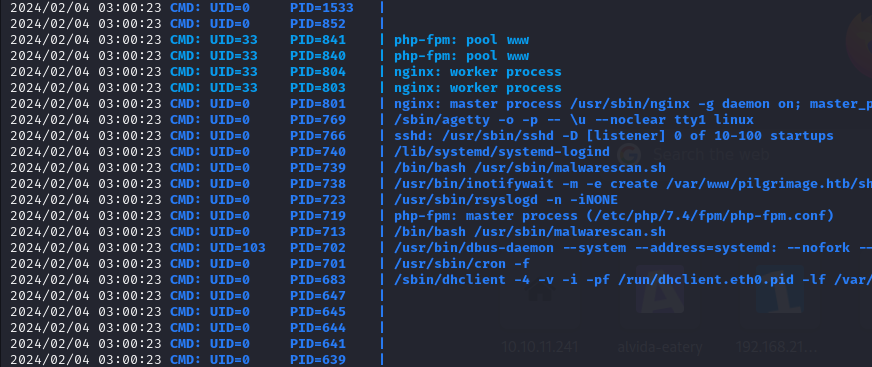 2024/02/04 03:00:23 CMD: UID=0 PID=1533 |
2024/02/04 03:00:23 CMD: UID=0 PID=852 |
2024/02/04 03:00:23 CMD: UID=33 PID=841 | php-fpm: pool www
2024/02/04 03:00:23 CMD: UID=33 PID=840 | php-fpm: pool www
2024/02/04 03:00:23 CMD: UID=33 PID=804 | nginx: worker process
2024/02/04 03:00:23 CMD: UID=33 PID=803 | nginx: worker process
2024/02/04 03:00:23 CMD: UID=0 PID=801 | nginx: master process /usr/sbin/nginx -g daemon on; master_p
2024/02/04 03:00:23 CMD: UID=0 PID=769 | /sbin/agetty -o -p -- \u --noclear tty1 linux
2024/02/04 03:00:23 CMD: UID=0 PID=766 | sshd: /usr/sbin/sshd -D [listener] 0 of 10-100 startups
2024/02/04 03:00:23 CMD: UID=0 PID=740 | /lib/systemd/systemd-logind
Search the web
2024/02/04 03:00:23 CMD: UID=0 PID=739 | /bin/bash /usr/sbin/malwarescan.sh
2024/02/04 03:00:23 CMD: UID=0 PID=738 | /usr/bin/inotifywait -m -e create /var/www/pilgrimage.htb/sh
2024/02/04 03:00:23 CMD: UID=0 PID=723 | /usr/sbin/rsyslogd -n -iNONE
2024/02/04 03:00:23 CMD: UID=0 PID=719 | php-fpm: master process (/etc/php/7.4/fpm/php-fpm.conf)
2024/02/04 03:00:23 CMD: UID=0 PID=713 | /bin/bash /usr/sbin/malwarescan.sh
2024/02/04 03:00:23 CMD: UID=103 PID=702 | /usr/bin/dbus-daemon --system --address=systemd: --nofork --
2024/02/04 03:00:23 CMD: UID=0 PID=701 | /usr/sbin/cron -f
2024/02/04 03:00:23 CMD: UID=0 PID=683 | /sbin/dhclient -4 -v -i -pf /run/dhclient.eth0.pid -lf /var/
2024/02/04 03:00:23 CMD: UID=0 PID=647 |
2024/02/04 03:00:23 CMD: UID=0 PID=645 |
2024/02/04 03:00:23 CMD: UID=0 PID=644 |
2024/02/04 03:00:23 CMD: UID=0 PID=641 |
10.10.11.241 alvida-eatery 192.168.21...
2024/02/04 03:00:23 CMD: UID=0 PID=639 |